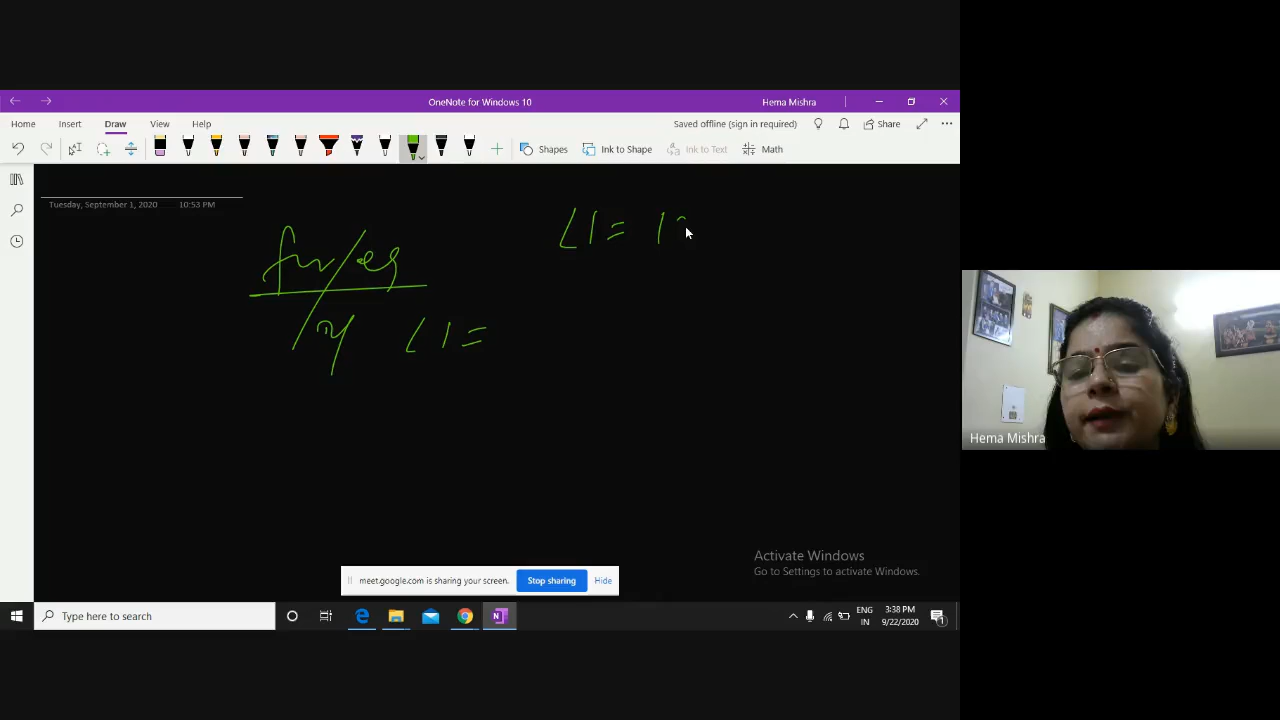 OneNote for Windows 10
Hema Mishra
Home Insert Draw View Help
Saved offline (sign in required)
Share
Shapes
Ink to Shape
Ink to Text
Math
Tuesday, September 1, 2020 10:53 PM
∠1=
∠1=
Hema Mishra
Activate Windows
Go to Settings to activate Windows.
meet.google.com is sharing your screen.
Stop sharing
Hide
Type here to search
ENG
IN
3:38 PM
9/22/2020